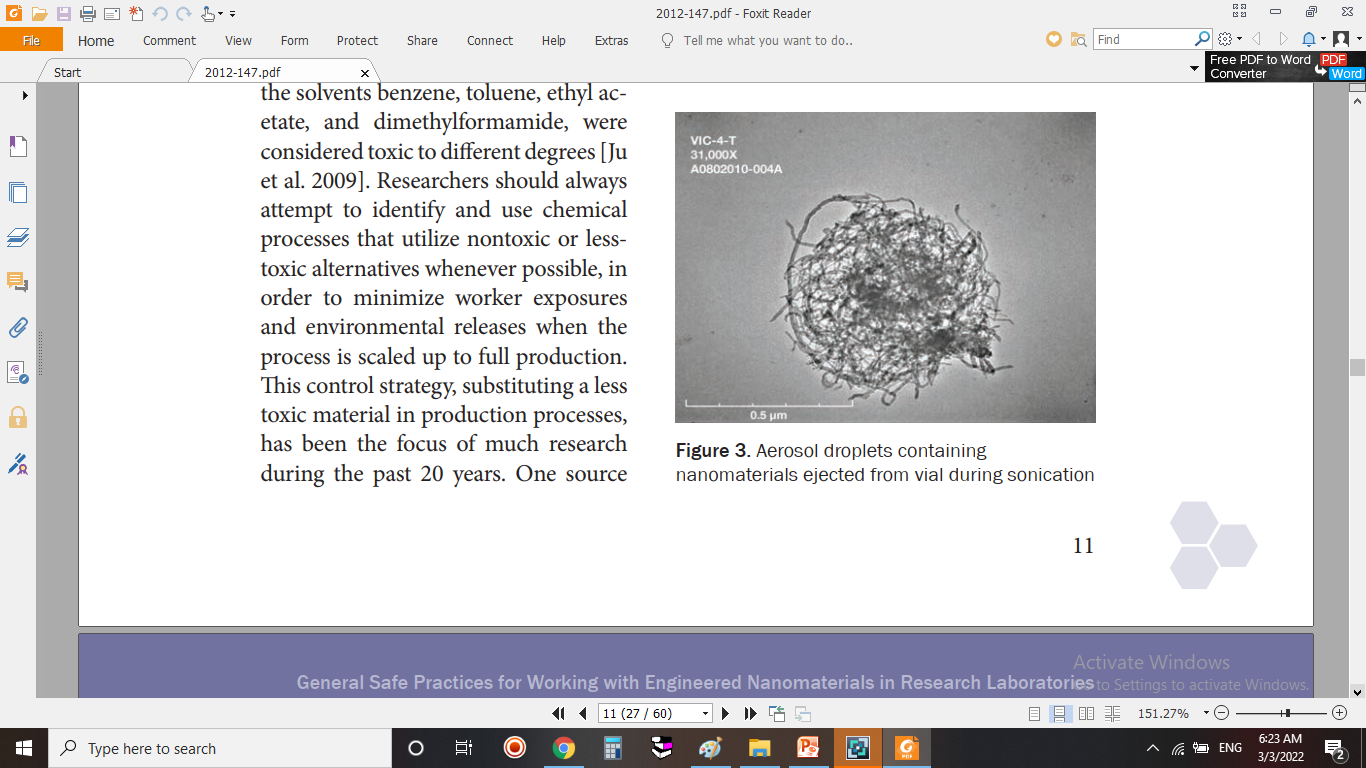 2012-147.pdf - Foxit Reader
File Home Comment View Form Protect Share Connect Help Extras Tell me what you want to do.. Find
Start 2012-147.pdf
Free PDF to Word PDF
Converter Word
the solvents benzene, toluene, ethyl ac-
etate, and dimethylformamide, were
considered toxic to different degrees [Ju
et al. 2009]. Researchers should always
attempt to identify and use chemical
processes that utilize nontoxic or less-
toxic alternatives whenever possible, in
order to minimize worker exposures
and environmental releases when the
process is scaled up to full production.
This control strategy, substituting a less
toxic material in production processes,
has been the focus of much research
during the past 20 years. One source
VIC-4-T
31,000X
A0802010-004A
0.5 µm
Figure 3. Aerosol droplets containing
nanomaterials ejected from vial during sonication
11
General Safe Practices for Working with Engineered Nanomaterials in Research Laboratories
Activate Windows
to Settings to activate Windows.
11 (27 / 60)
151.27%
Type here to search
ENG
6:23 AM
3/3/2022
2